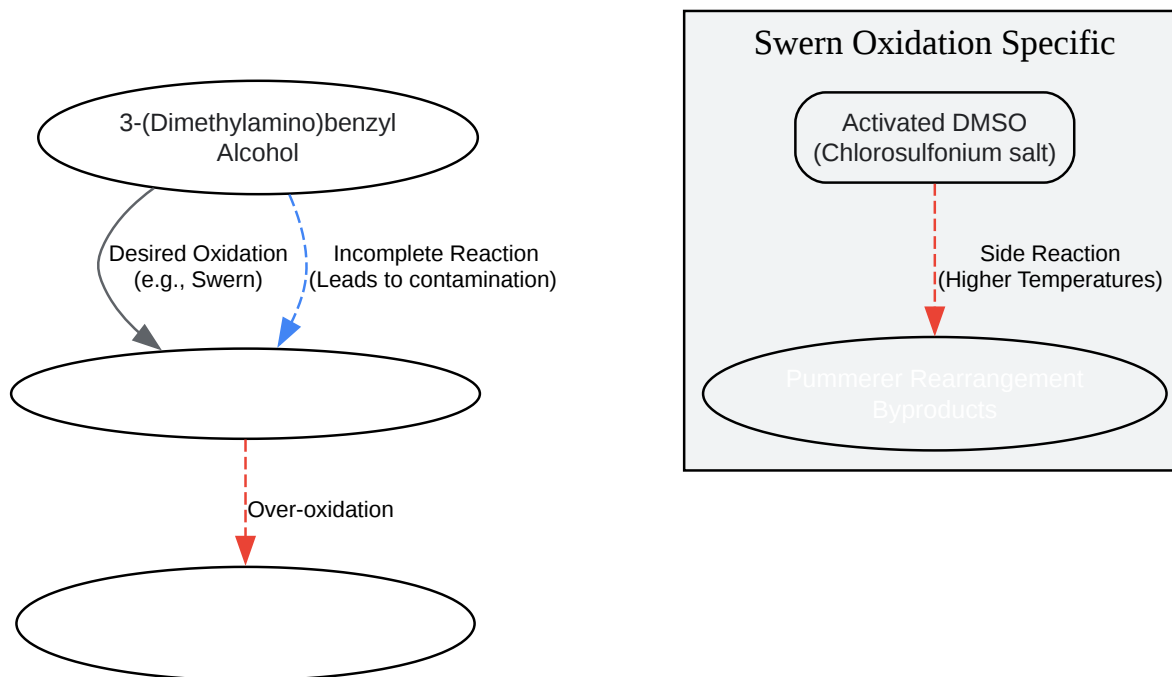 Swern Oxidation Specific
3-(Dimethylamino)benzyl
Alcohol
Activated DMSO
(Chlorosulfonium salt)
Desired Oxidation
(e.g., Swern)
Incomplete Reaction
(Leads to contamination)
Side Reaction
(Higher Temperatures)
Pummerer Rearrangement
Byproducts
Over-oxidation